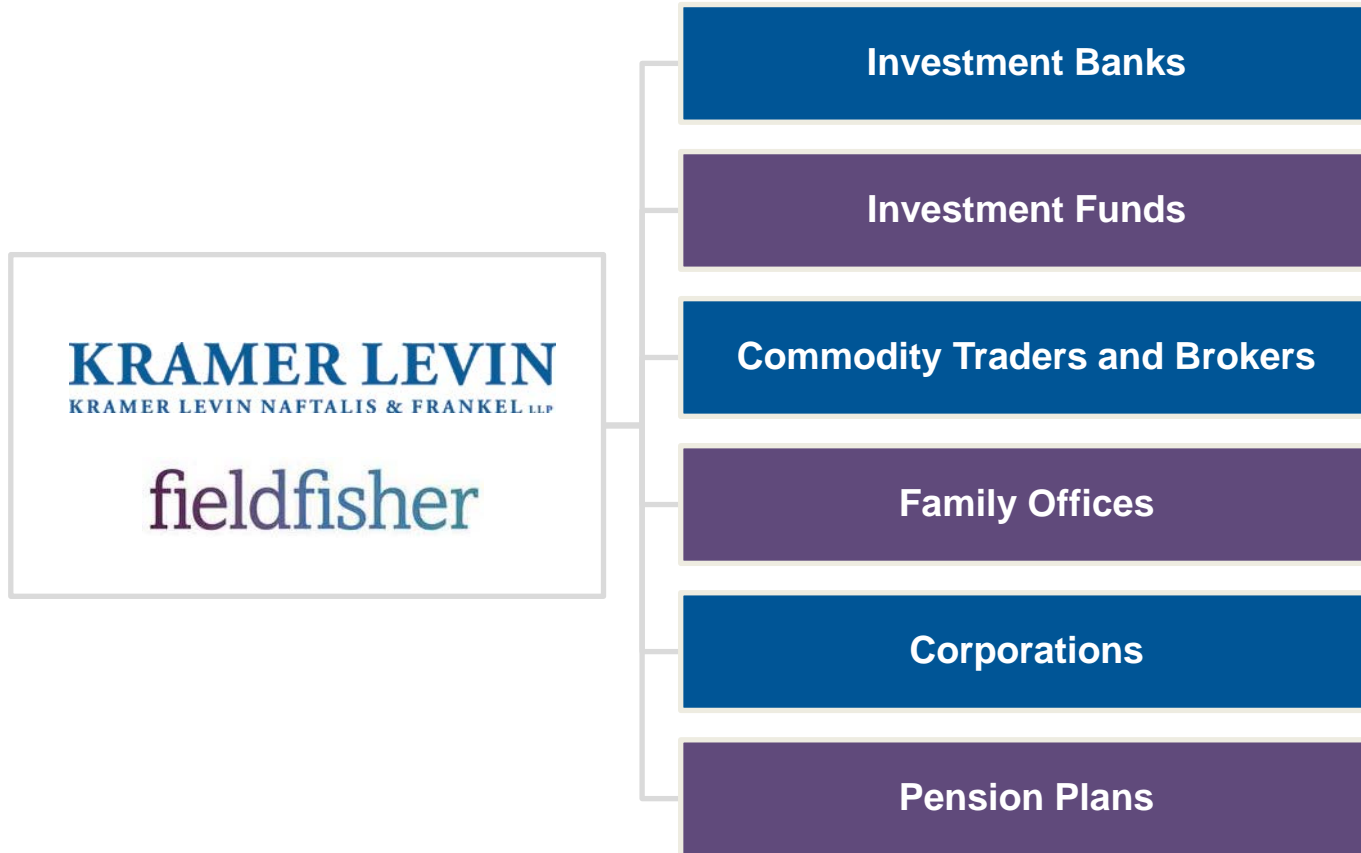 KRAMER LEVIN
KRAMER LEVIN NAFTALIS & FRANKEL LLP
fieldfisher
Investment Banks
Investment Funds
Commodity Traders and Brokers
Family Offices
Corporations
Pension Plans